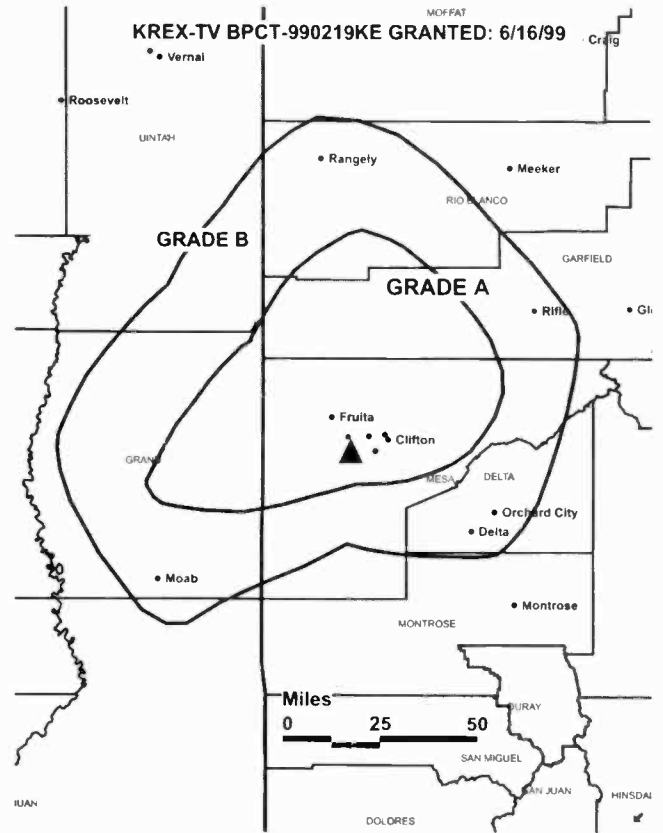 MOFFAT
KREX-TV BPCT-990219KE GRANTED: 6/16/99
Craig
Vernal
Roosevelt
UINTAH
Rangely
Meeker
RIO BLANCO
GRADE B
GARFIELD
GRADE A
Rifle
Gl
Fruita
Clifton
GRAND
MESA
DELTA
Orchard City
Delta
Moab
Montrose
MONTROSE
Miles
0 25 50
OURAY
SAN MIGUEL
SAN JUAN
HINSDAL
JUAN
DOLORES